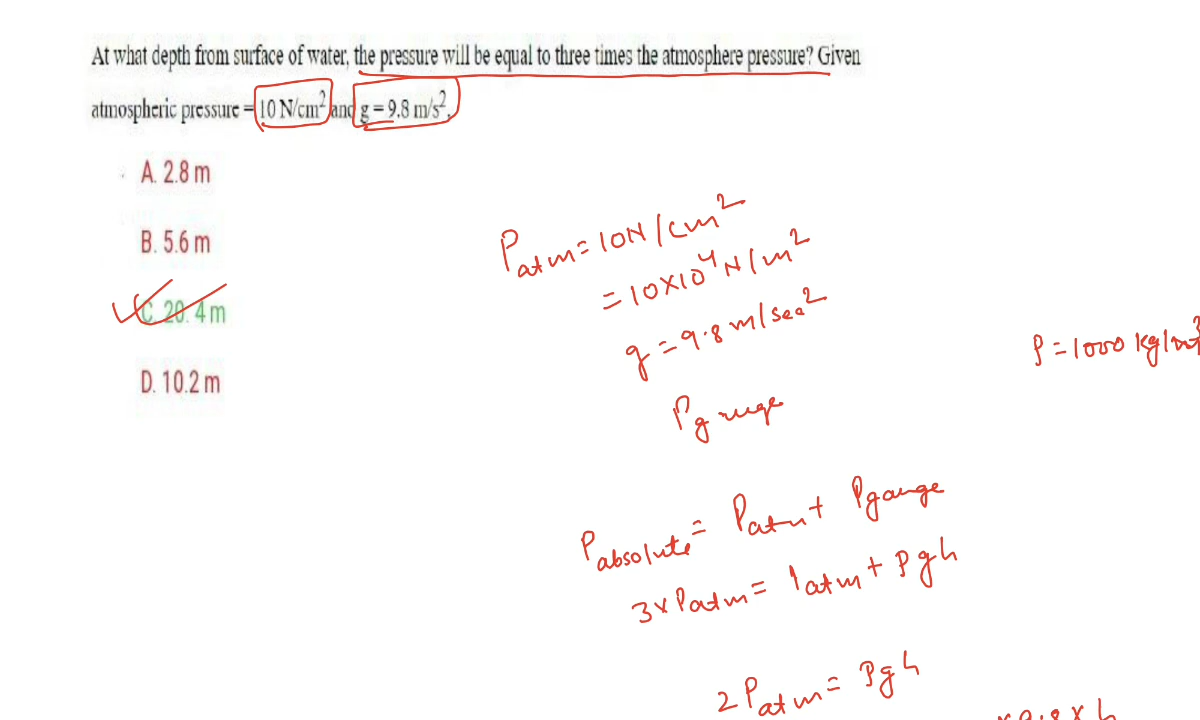 At what depth from surface of water, the pressure will be equal to three times the atmosphere pressure? Given
atmospheric pressure = 10 N/cm² and g = 9.8 m/s².
A. 2.8 m
B. 5.6 m
C. 20.4 m
D. 10.2 m
Patm = 10N/cm²
= 10×10⁴ N/m²
g = 9.8 m/sec²
ρ = 1000 kg/m³
Pgauge
Pabsolute = Patm + Pgauge
3×Patm = Patm + ρgh
2Patm = ρgh
×9.8×h